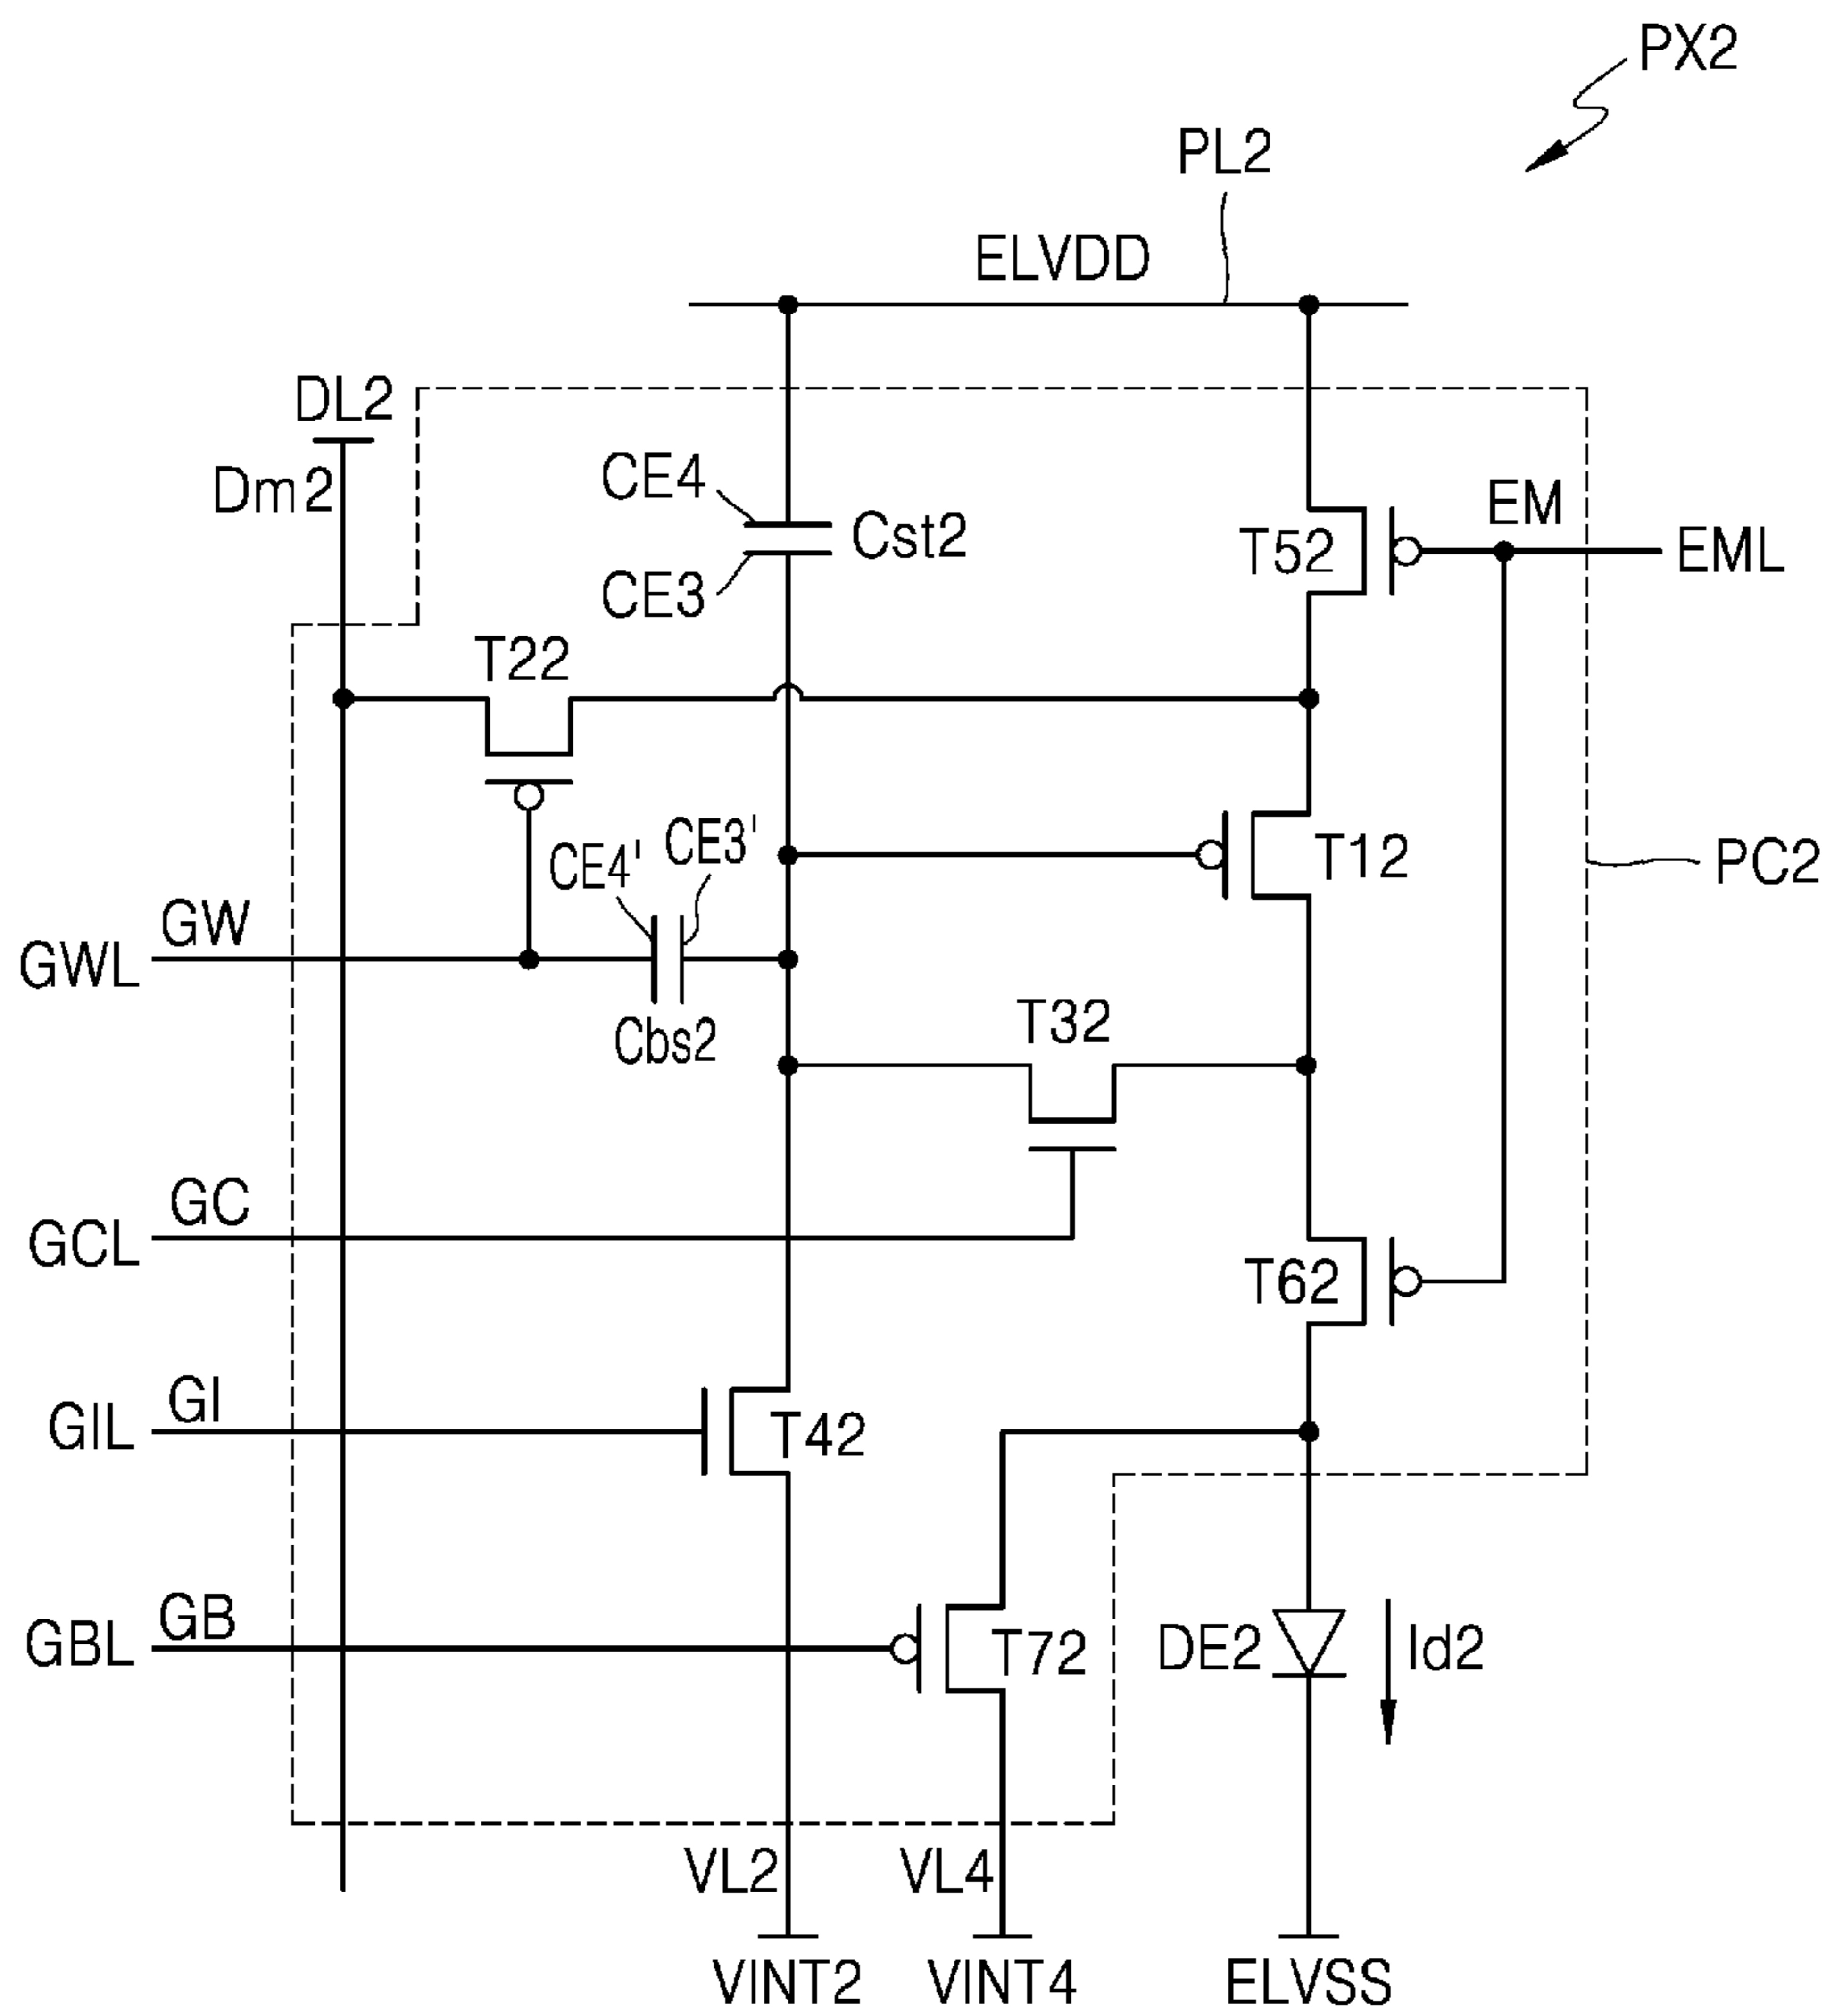 PX2
PL2
ELVDD
DL2
Dm2
CE4
Cst2
CE3
EM
T52
EML
T22
CE4'
CE3'
T12
PC2
GW
GWL
Cbs2
T32
GC
GCL
T62
GI
GIL
T42
GB
GBL
T72
DE2
Id2
VL2
VL4
VINT2
VINT4
ELVSS